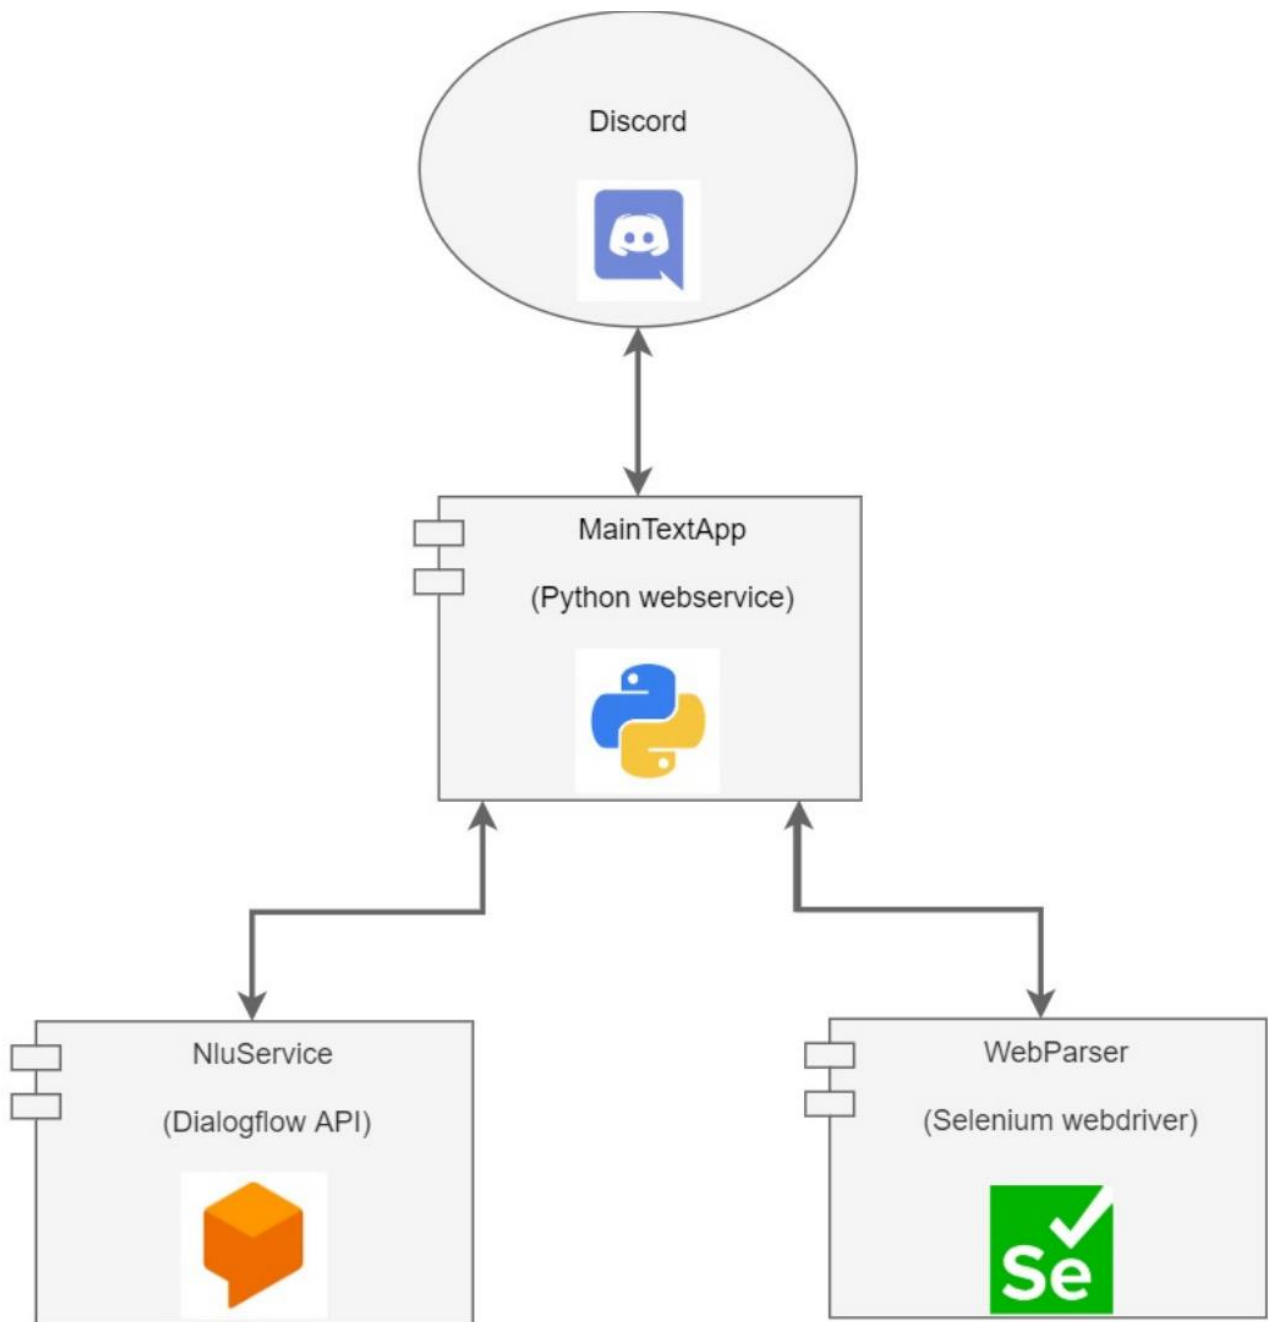 Discord
MainTextApp
(Python webservice)
NluService
(Dialogflow API)
WebParser
(Selenium webdriver)
Se